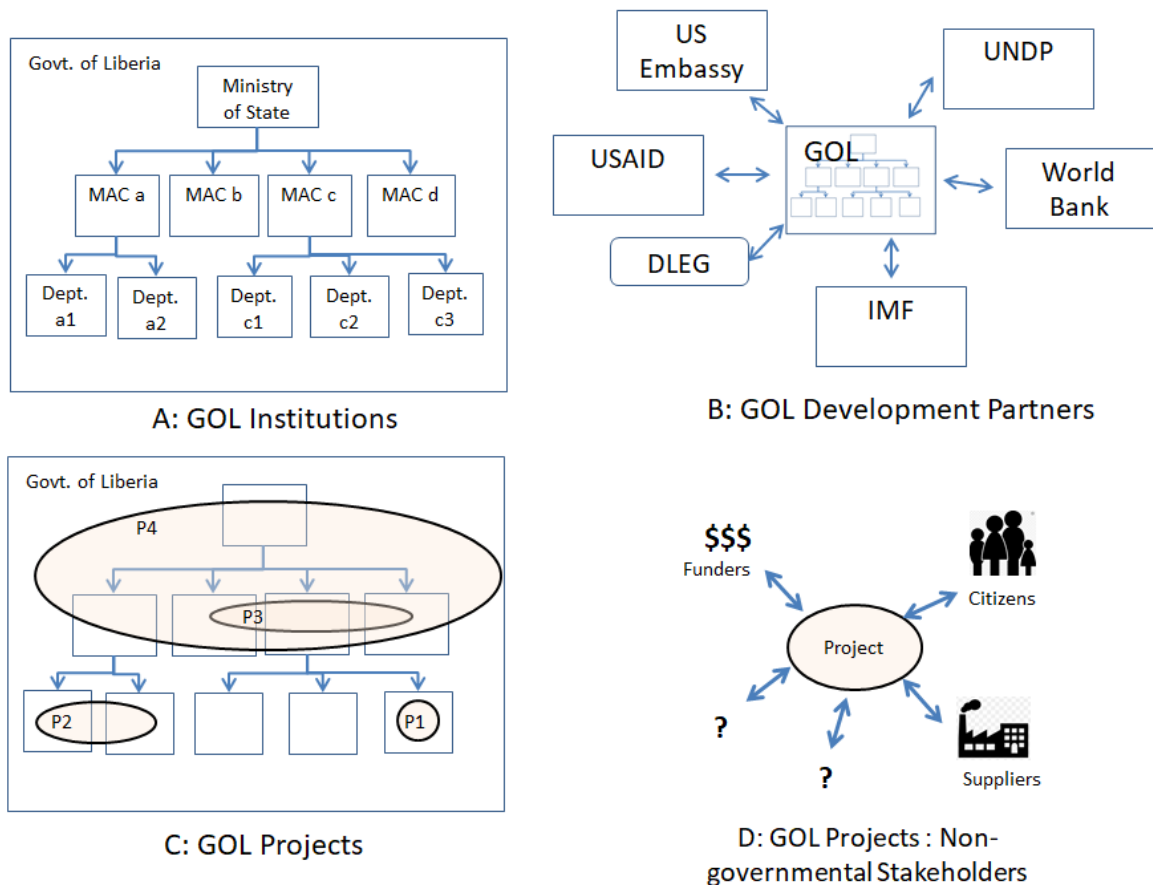 Govt. of Liberia
Ministry
of State
MAC a
MAC b
MAC c
MAC d
Dept.
a1
Dept.
a2
Dept.
c1
Dept.
c2
Dept.
c3
A: GOL Institutions
US
Embassy
UNDP
USAID
GOL
World
Bank
DLEG
IMF
B: GOL Development Partners
Govt. of Liberia
P4
P3
P2
P1
C: GOL Projects
$$$
Funders
Citizens
Project
?
?
Suppliers
D: GOL Projects : Non-
governmental Stakeholders